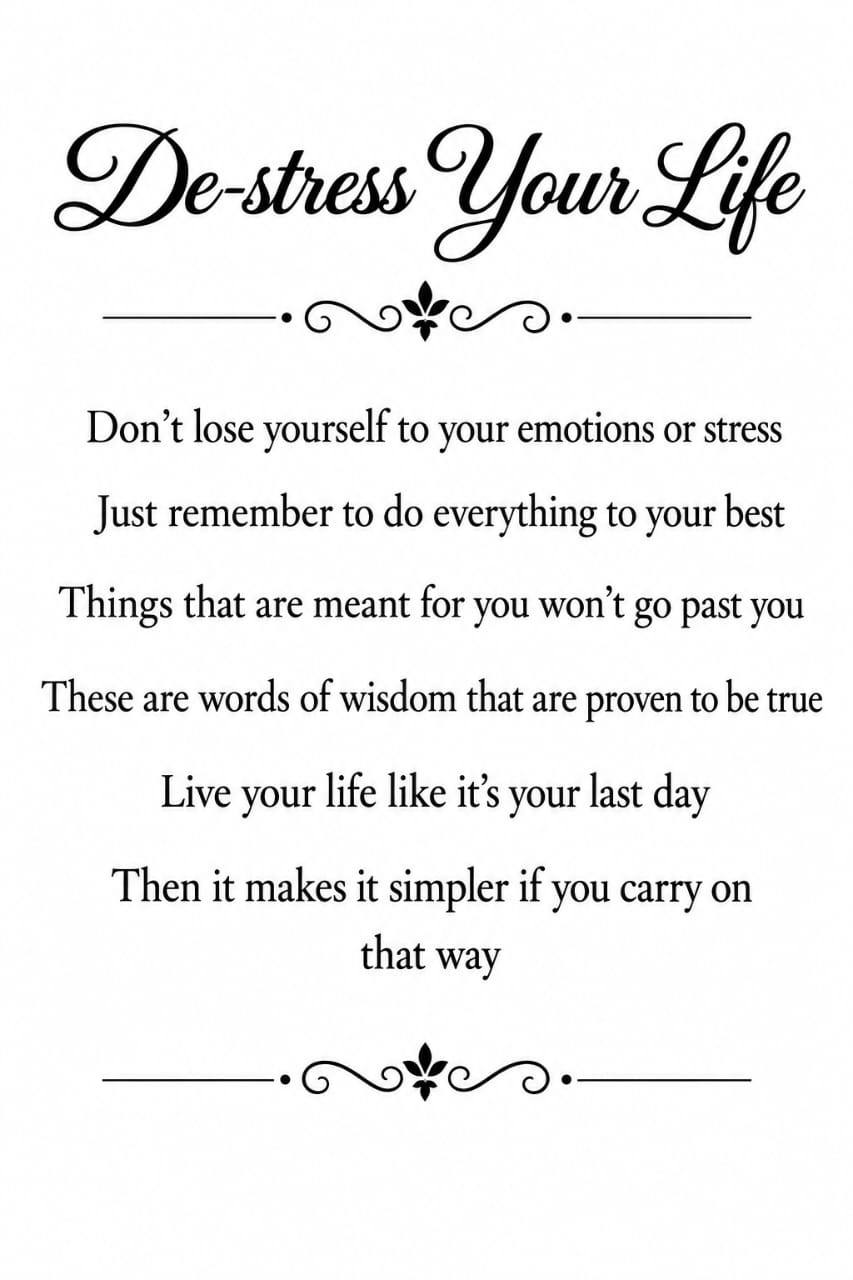 De-stress Your Life
Don't lose yourself to your emotions or stress
Just remember to do everything to your best
Things that are meant for you won't go past you
These are words of wisdom that are proven to be true
Live your life like it's your last day
Then it makes it simpler if you carry on
that way